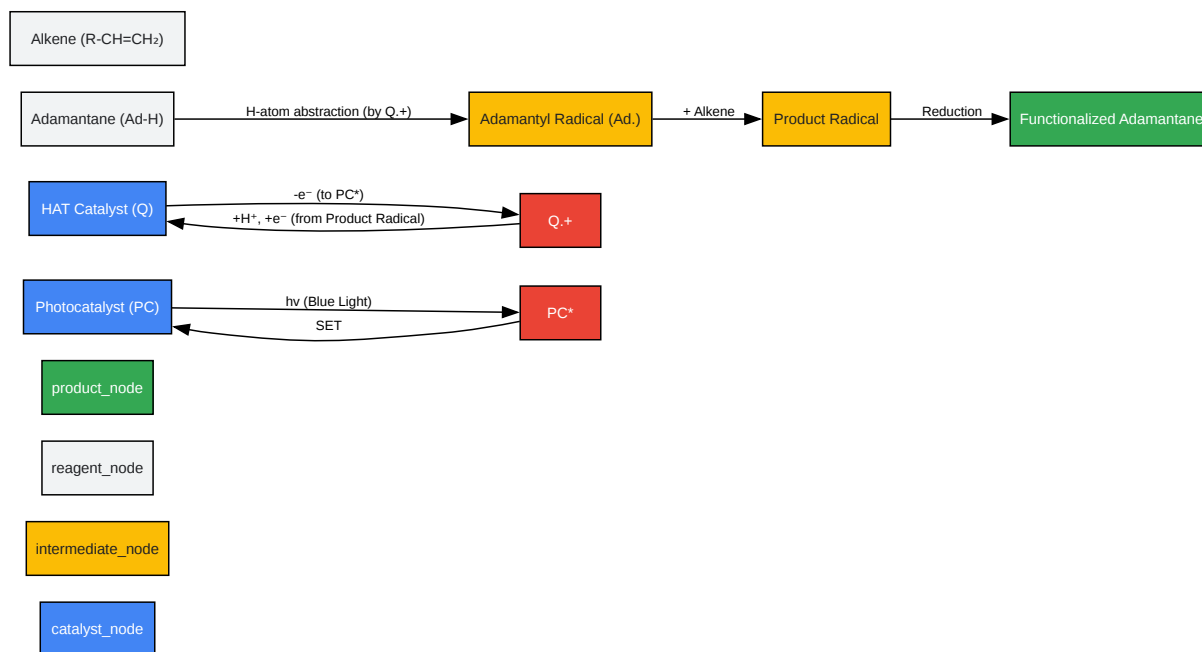 Alkene (R-CH=CH₂)
Adamantane (Ad-H)
H-atom abstraction (by Q.+)
Adamantyl Radical (Ad.)
+ Alkene
Product Radical
Reduction
Functionalized Adamantane
HAT Catalyst (Q)
-e⁻ (to PC*)
+H⁺, +e⁻ (from Product Radical)
Q.+
Photocatalyst (PC)
hv (Blue Light)
SET
PC*
product_node
reagent_node
intermediate_node
catalyst_node